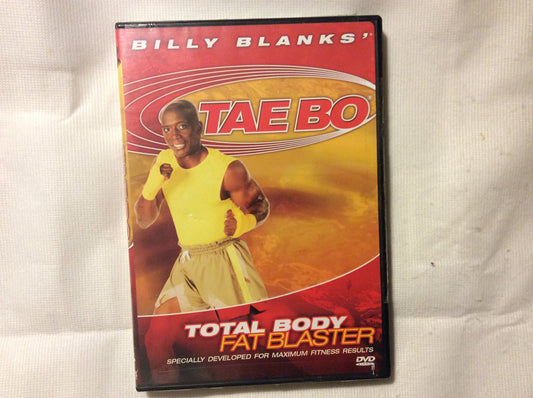 BILLY BLANKS'®
TAE BO®
TOTAL BODY
FAT BLASTER
SPECIALLY DEVELOPED FOR MAXIMUM FITNESS RESULTS
DVD